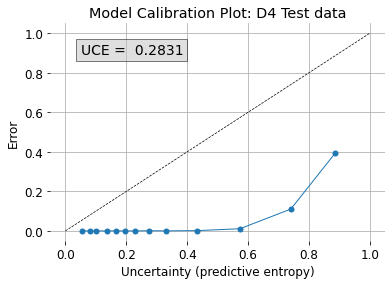 Model Calibration Plot: D4 Test data
UCE =  0.2831
1.0
0.8
0.6
0.4
0.2
0.0
Error
0.0 0.2 0.4 0.6 0.8 1.0
Uncertainty (predictive entropy)